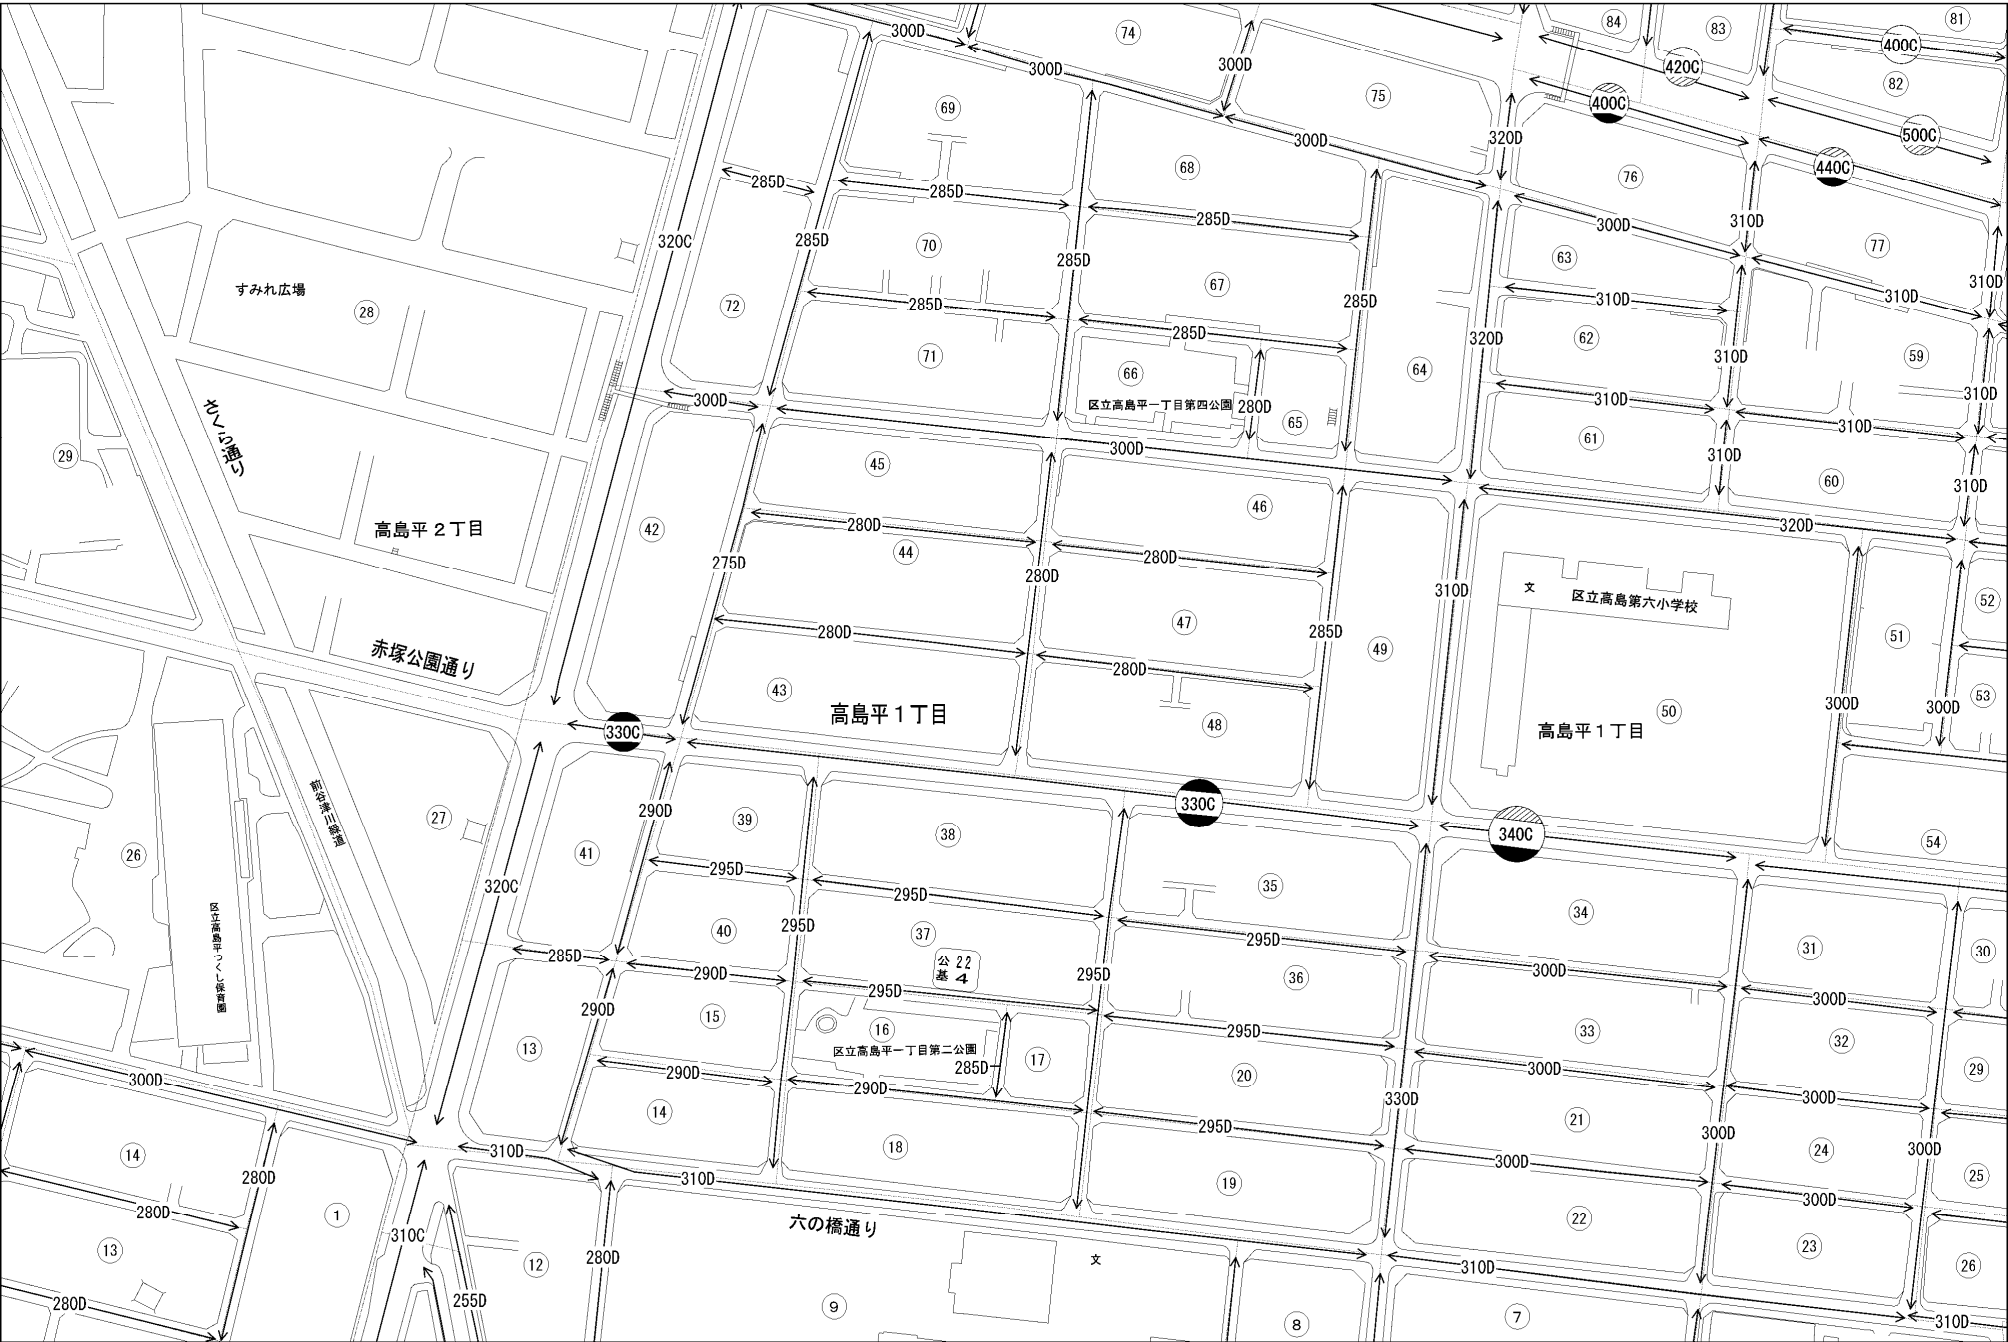 300D
74
84
83
81
400C
300D
300D
420C
82
69
75
400C
500C
300D
320D
68
440C
76
285D
285D
285D
300D
310D
320C
285D
70
77
63
285D
67
310D
すみれ広場
28
72
285D
285D
310D
310D
285D
62
320D
71
310D
59
66
64
310D
300D
区立高島平一丁目第四公園
280D
65
310D
310D
さくら通り
29
300D
61
310D
45
60
310D
46
42
高島平2丁目
280D
320D
44
275D
280D
280D
310D
文
区立高島第六小学校
52
47
280D
285D
51
赤塚公園通り
49
280D
43
53
高島平1丁目
50
300D
300D
48
高島平1丁目
330C
330C
290D
前谷津川緑道
27
39
38
340C
41
54
26
295D
35
320C
295D
34
区立高島平つくし保育園
40
295D
37
295D
31
30
285D
290D
公 22
基 4
295D
36
300D
295D
300D
290D
15
16
295D
33
32
13
区立高島平一丁目第二公園
17
285D
300D
29
300D
290D
290D
20
330D
300D
14
21
295D
300D
300D
24
14
310D
18
300D
25
280D
310D
19
300D
280D
1
六の橋通り
22
310C
23
13
12
280D
文
310D
26
280D
255D
9
8
7
310D